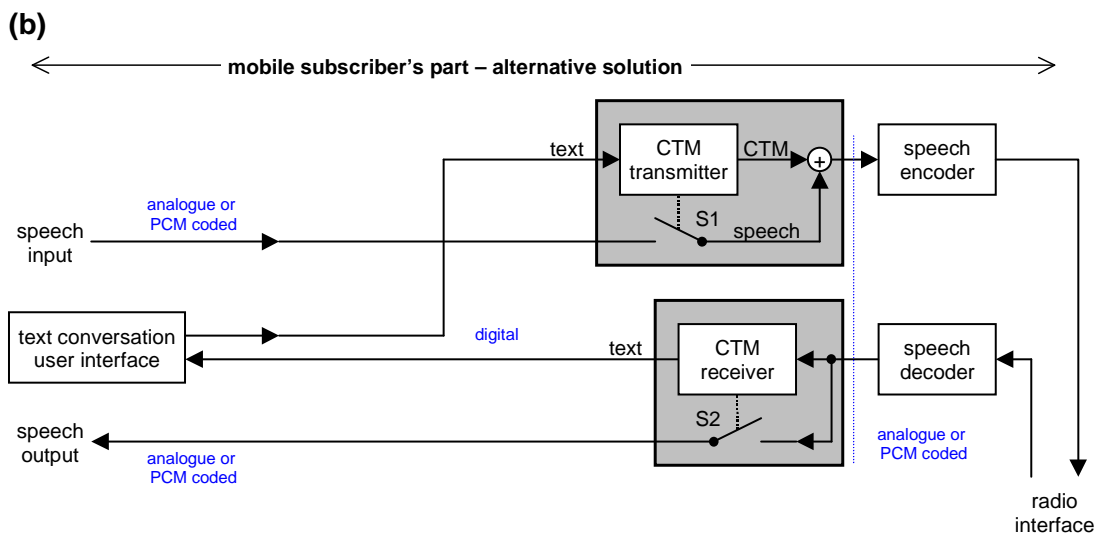 (b)
mobile subscriber's part – alternative solution
text
CTM
transmitter
CTM
+
speech
encoder
analogue or
PCM coded
speech
input
S1
speech
text conversation
user interface
digital
text
CTM
receiver
speech
decoder
S2
speech
output
analogue or
PCM coded
analogue or
PCM coded
radio
interface